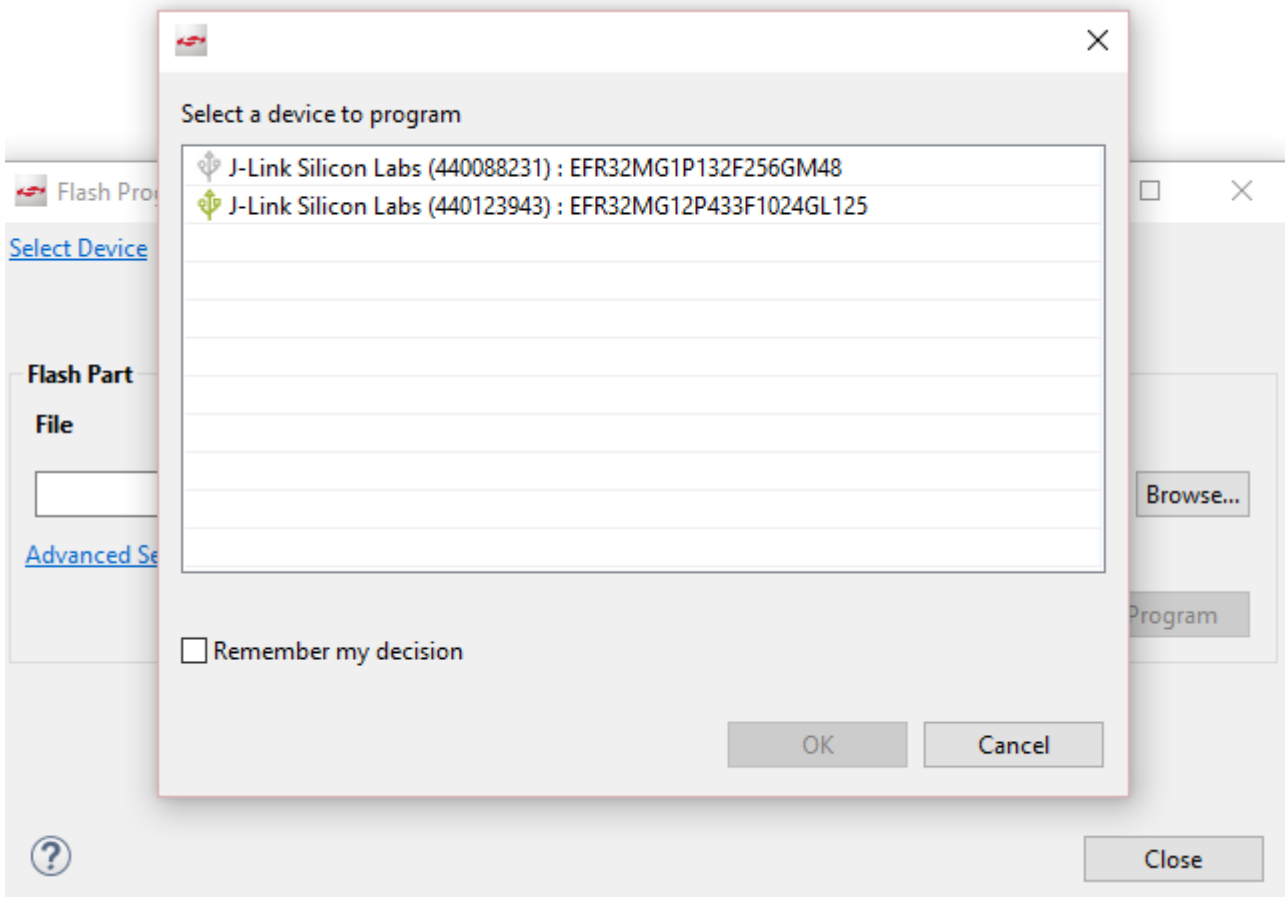 Select a device to program
J-Link Silicon Labs (440088231) : EFR32MG1P132F256GM48
J-Link Silicon Labs (440123943) : EFR32MG12P433F1024GL125
Flash Pro
Select Device
Flash Part
File
Browse...
Advanced Se
Program
Remember my decision
OK
Cancel
Close